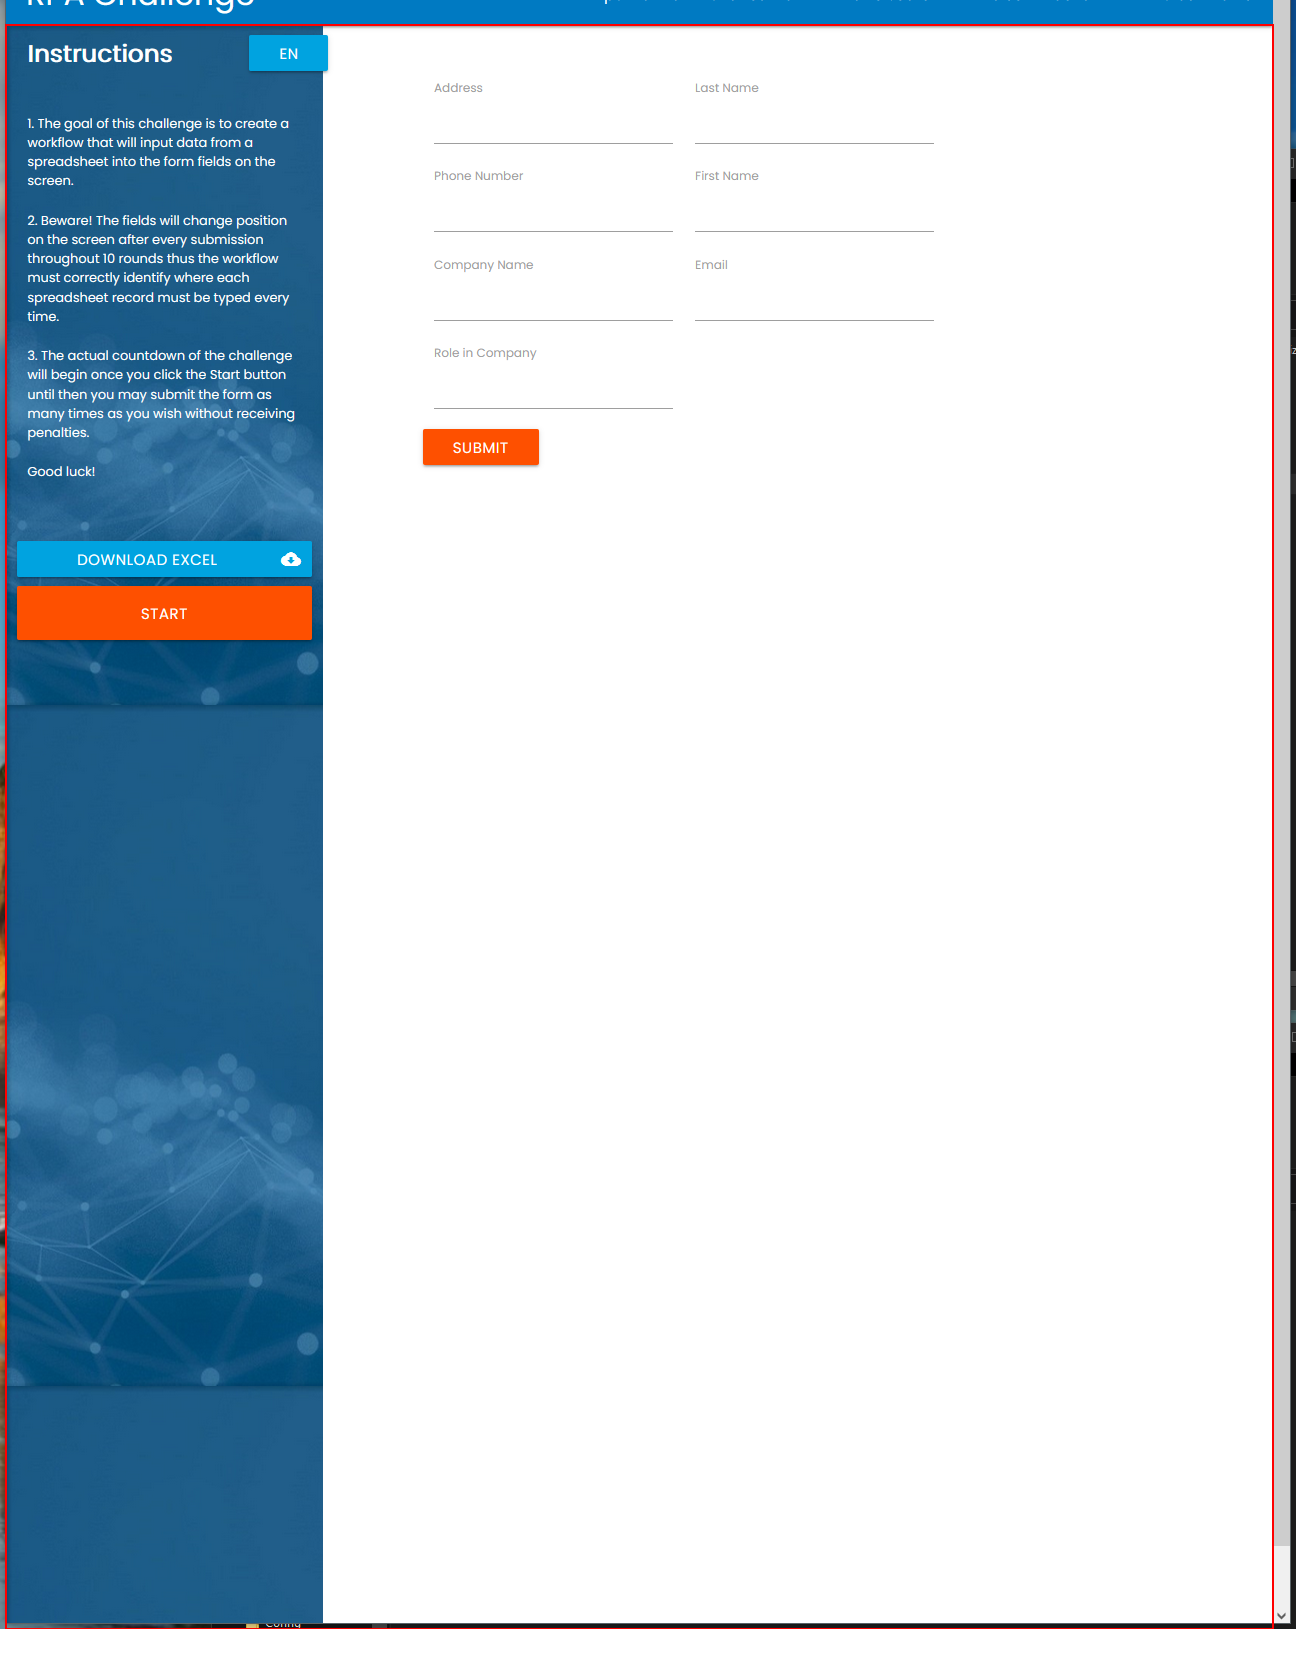 RPA Challenge
Instructions
EN
1. The goal of this challenge is to create a
workflow that will input data from a
spreadsheet into the form fields on the
screen.
2. Beware! The fields will change position
on the screen after every submission
throughout 10 rounds thus the workflow
must correctly identify where each
spreadsheet record must be typed every
time.
3. The actual countdown of the challenge
will begin once you click the Start button
until then you may submit the form as
many times as you wish without receiving
penalties.
Good luck!
DOWNLOAD EXCEL
START
Address
Last Name
Phone Number
First Name
Company Name
Email
Role in Company
SUBMIT
Config